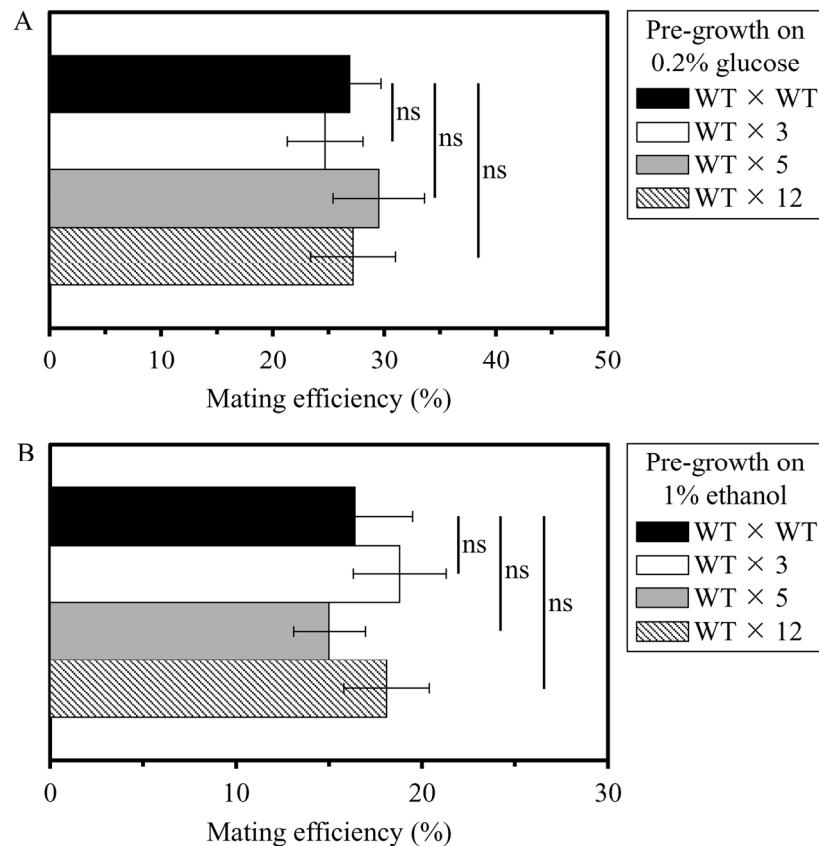 A
ns
ns
ns
0 10 20 30 40 50
Mating efficiency (%)
Pre-growth on
0.2% glucose
WT × WT
WT × 3
WT × 5
WT × 12
B
ns
ns
ns
0 10 20 30
Mating efficiency (%)
Pre-growth on
1% ethanol
WT × WT
WT × 3
WT × 5
WT × 12